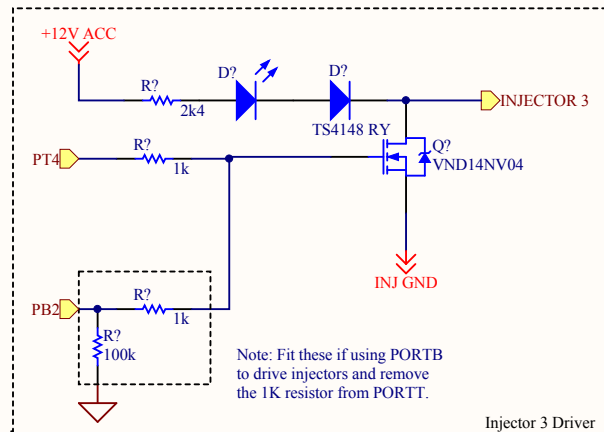 +12V ACC
R?
2k4
D?
D?
TS4148 RY
INJECTOR 3
PT4
R?
1k
Q?
VND14NV04
INJ GND
PB2
R?
1k
R?
100k
Note: Fit these if using PORTB
to drive injectors and remove
the 1K resistor from PORTT.
Injector 3 Driver